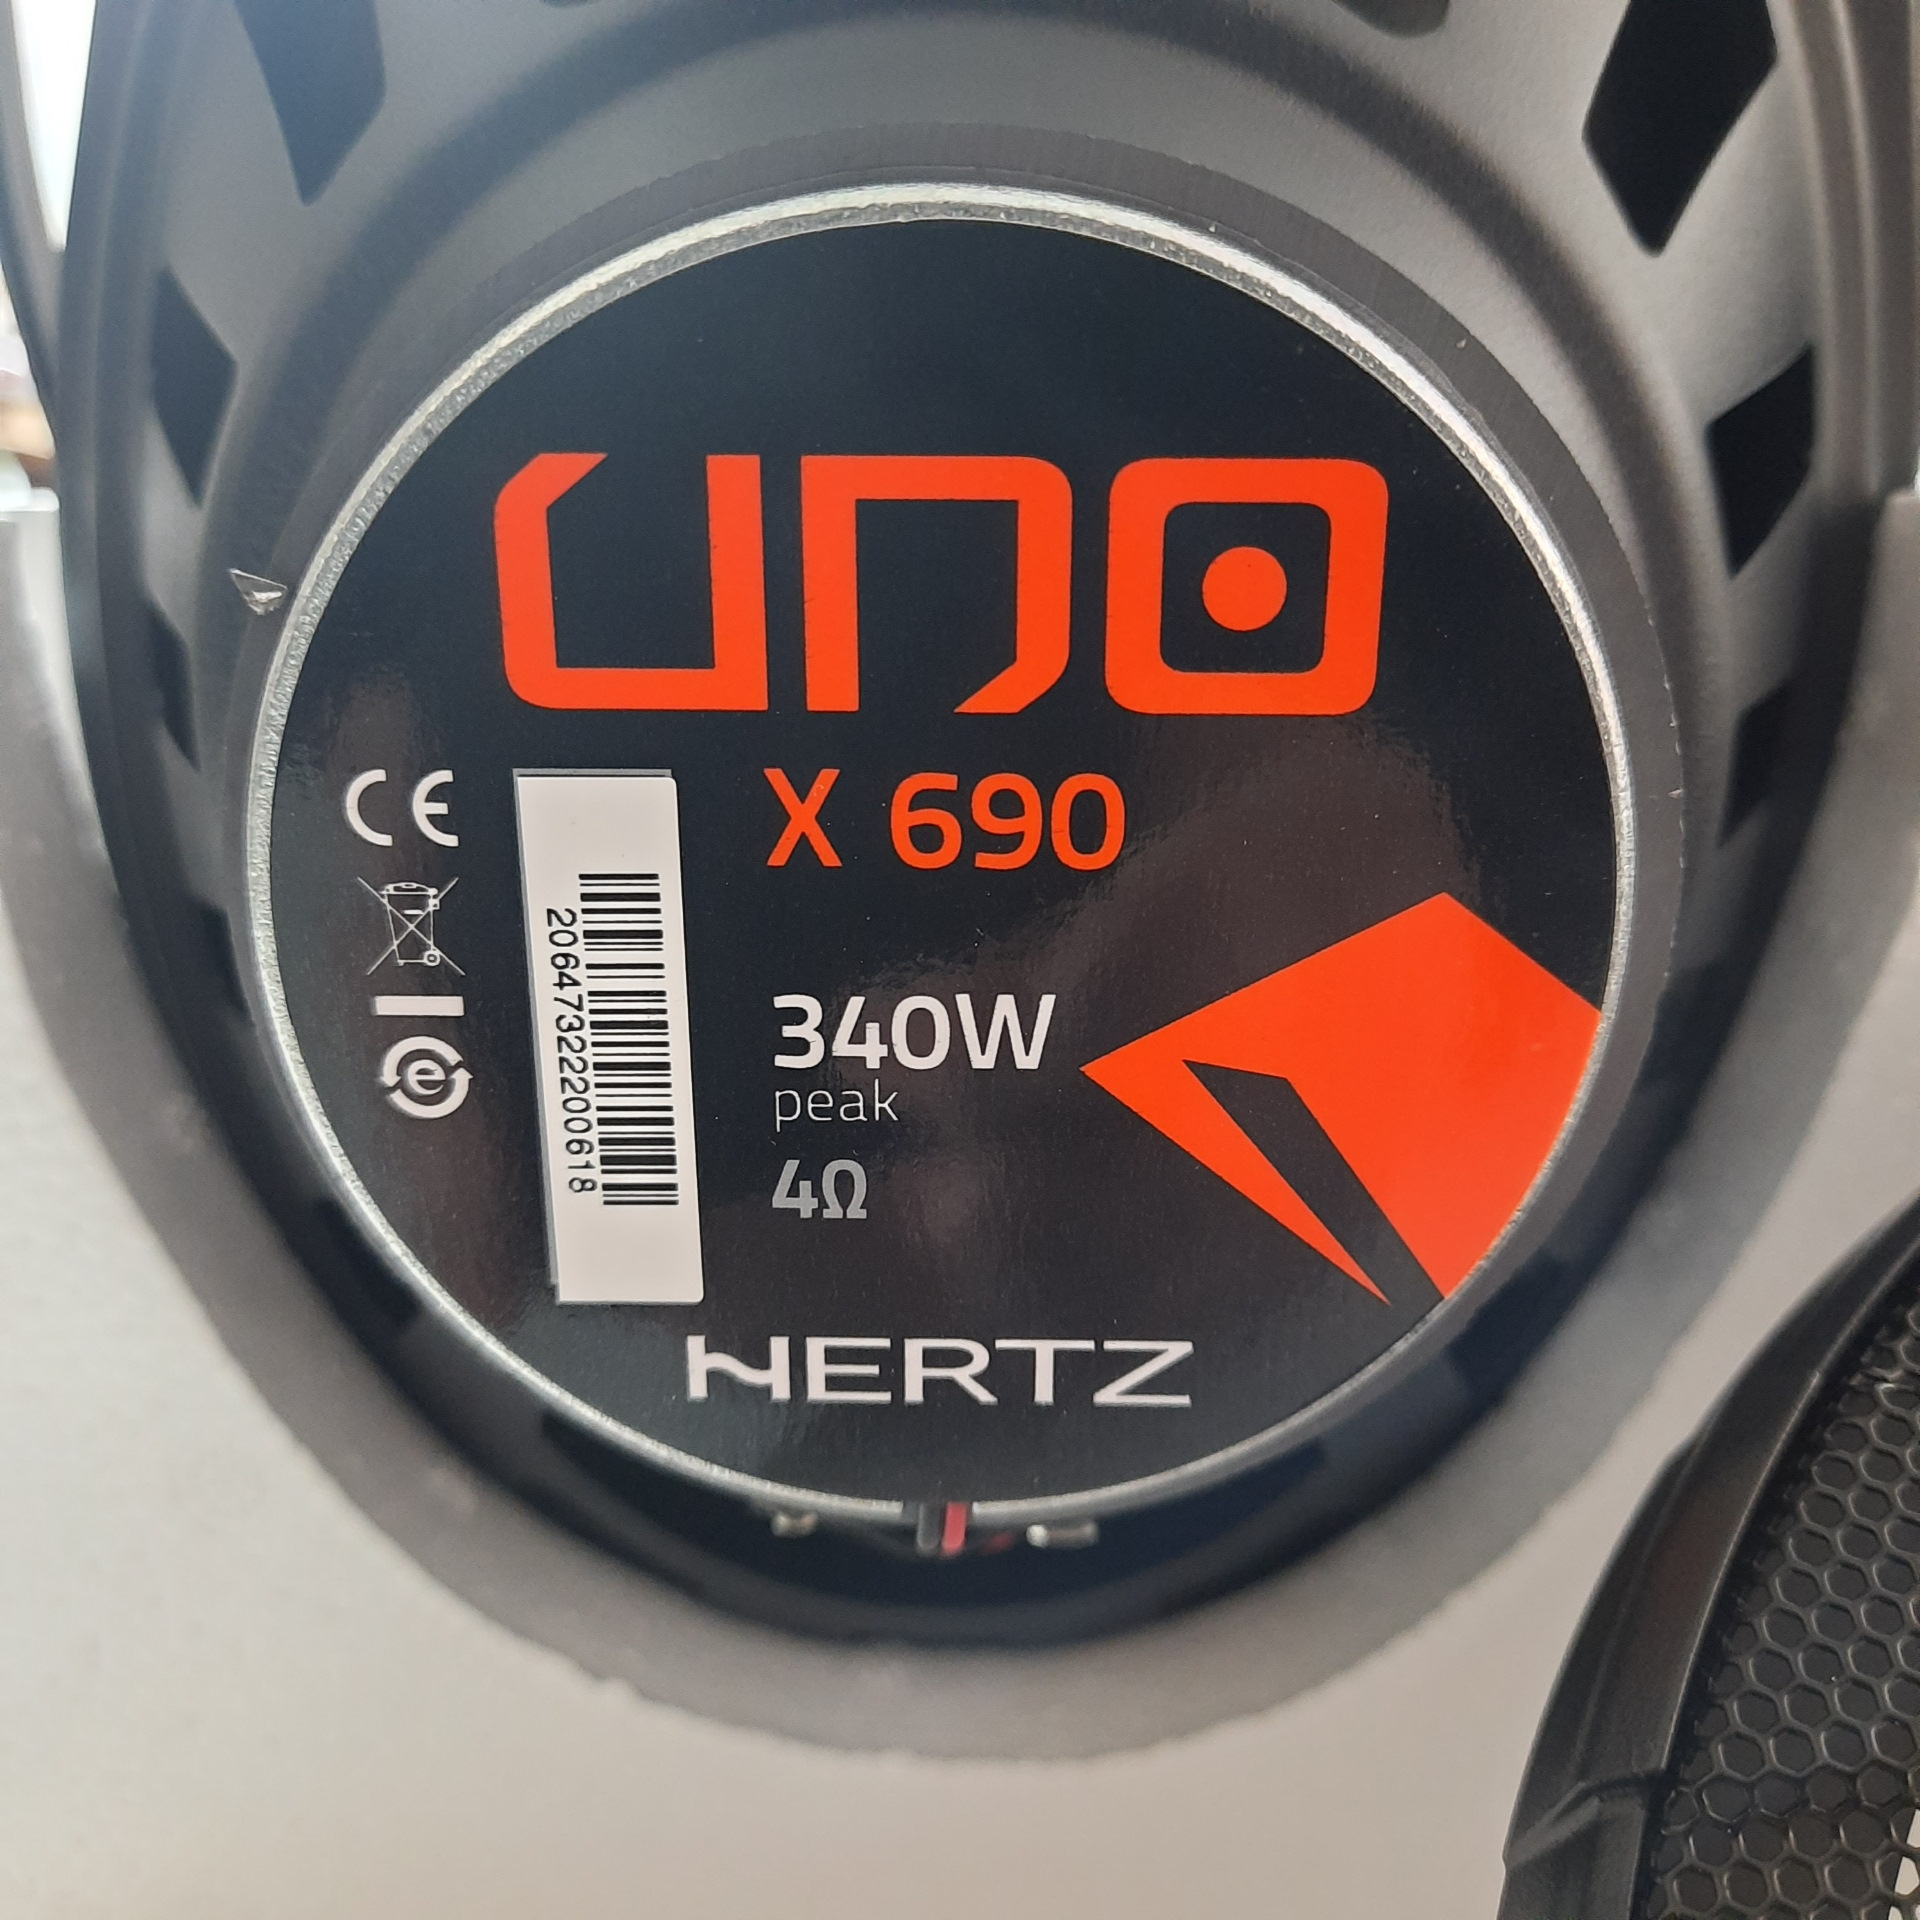 uno
X 690
CE
2064732200618
340W
peak
4Ω
e
HERTZ